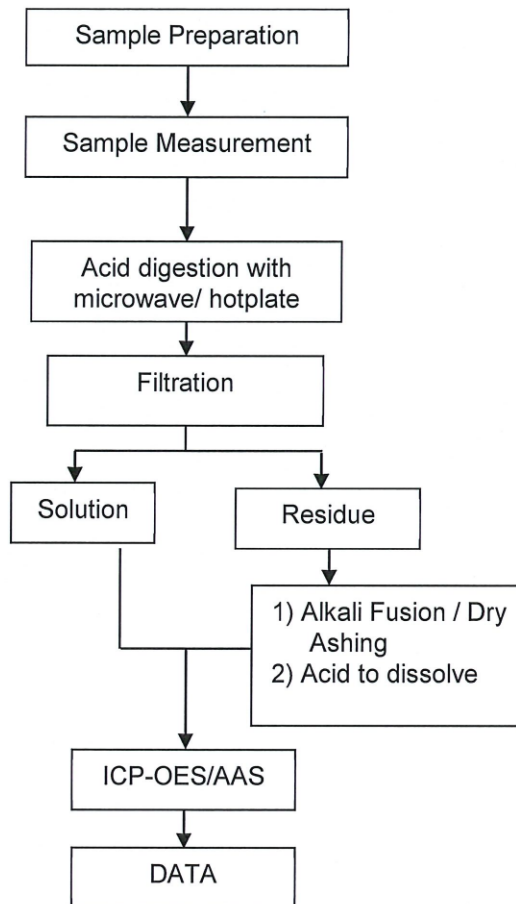 Sample Preparation
Sample Measurement
Acid digestion with
microwave/ hotplate
Filtration
Solution
Residue
1) Alkali Fusion / Dry
Ashing
2) Acid to dissolve
ICP-OES/AAS
DATA